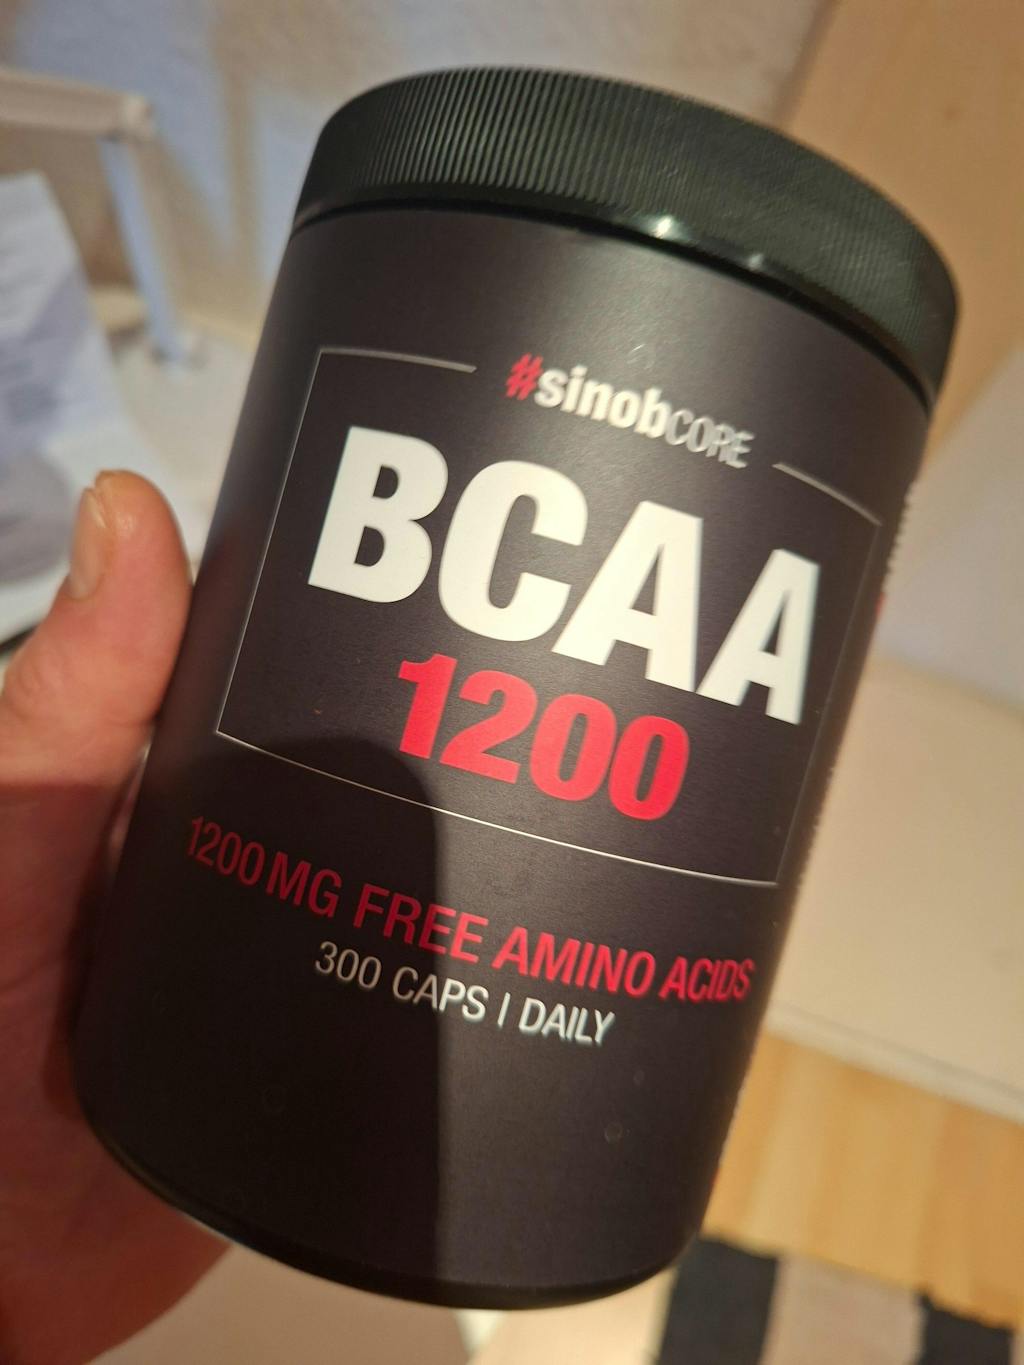 #sinobCORE
BCAA
1200
1200 MG FREE AMINO ACIDS
300 CAPS | DAILY